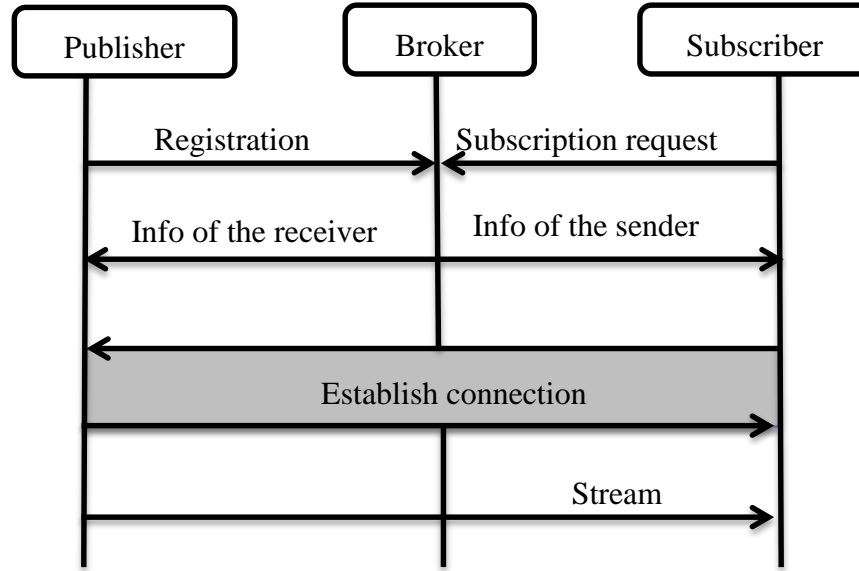 Publisher
Broker
Subscriber
Registration
Subscription request
Info of the receiver
Info of the sender
Establish connection
Stream